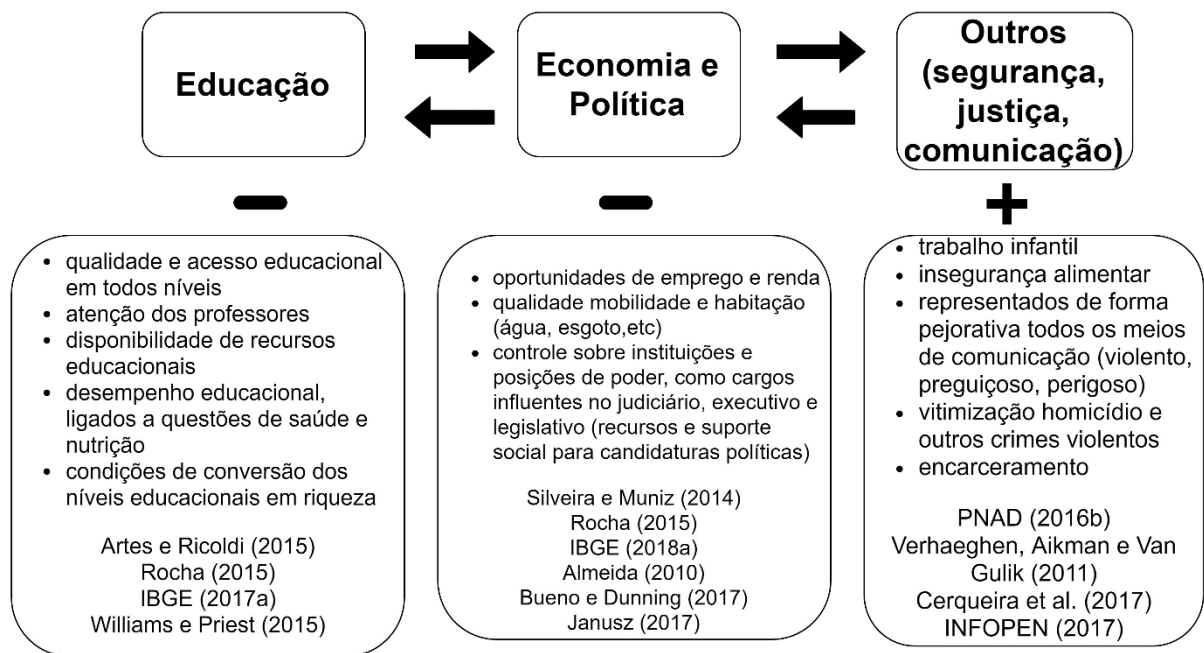 Educação
Economia e
Política
Outros
(segurança,
justiça,
comunicação)
• qualidade e acesso educacional
em todos níveis
• atenção dos professores
• disponibilidade de recursos
educacionais
• desempenho educacional,
ligados a questões de saúde e
nutrição
• condições de conversão dos
níveis educacionais em riqueza
Artes e Ricoldi (2015)
Rocha (2015)
IBGE (2017a)
Williams e Priest (2015)
• oportunidades de emprego e renda
• qualidade mobilidade e habitação
(água, esgoto,etc)
• controle sobre instituições e
posições de poder, como cargos
influentes no judiciário, executivo e
legislativo (recursos e suporte
social para candidaturas políticas)
Silveira e Muniz (2014)
Rocha (2015)
IBGE (2018a)
Almeida (2010)
Bueno e Dunning (2017)
Janusz (2017)
• trabalho infantil
• insegurança alimentar
• representados de forma
pejorativa todos os meios
de comunicação (violento,
preguiçoso, perigoso)
• vitimização homicídio e
outros crimes violentos
• encarceramento
PNAD (2016b)
Verhaeghen, Aikman e Van
Gulik (2011)
Cerqueira et al. (2017)
INFOPEN (2017)